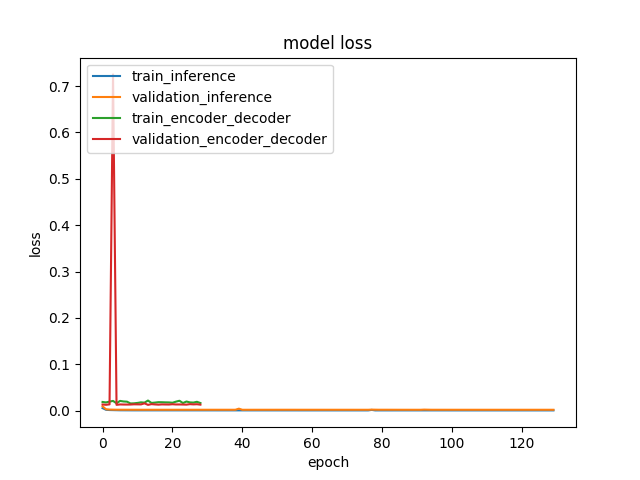 model loss
train_inference
validation_inference
train_encoder_decoder
validation_encoder_decoder
0.7
0.6
0.5
0.4
0.3
0.2
0.1
0.0
loss
0 20 40 60 80 100 120
epoch